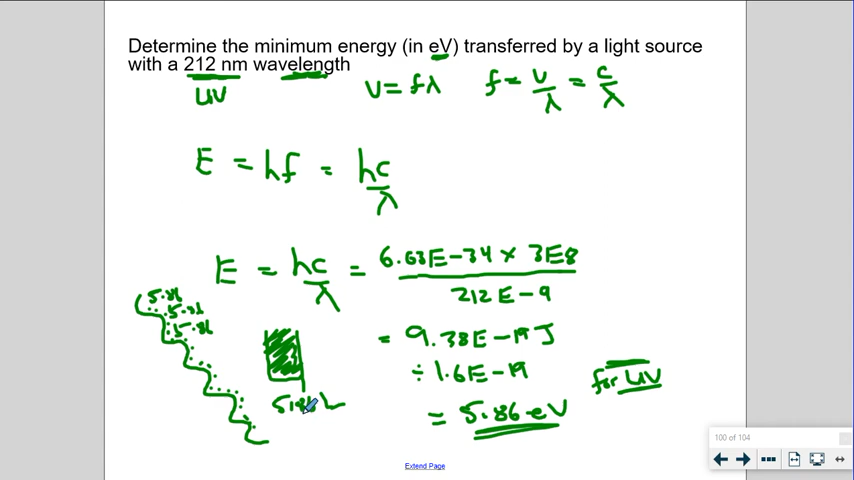 Determine the minimum energy (in eV) transferred by a light source
with a 212 nm wavelength
UV
V = fλ
f = V/λ = C/λ
E = hf = hc/λ
E = hc/λ = 6.63E-34 × 3E8 / 212E-9
5.86
5.86
5.86
= 9.38E-19 J
÷ 1.6E-19
for UV
= 5.86 eV
100 of 104
Extend Page